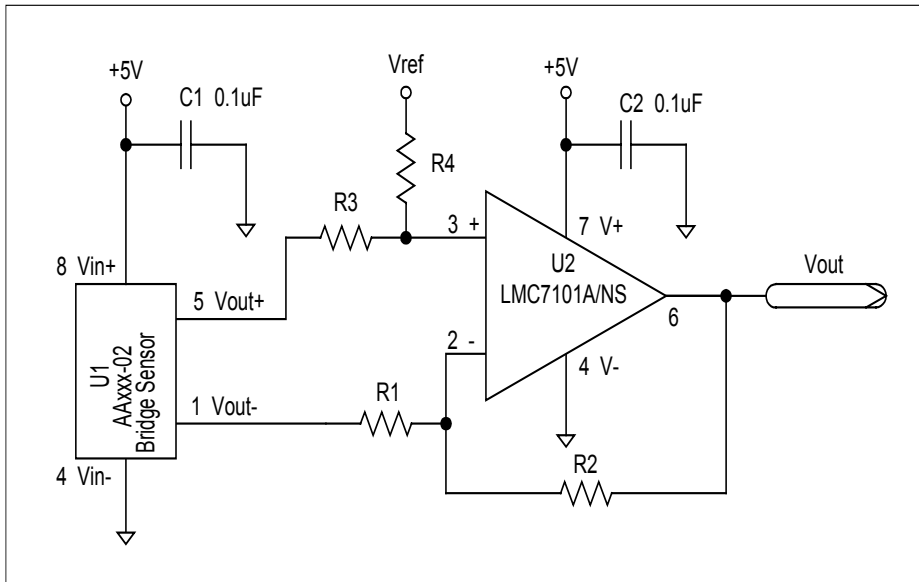 +5V
C1 0.1uF
Vref
+5V
C2 0.1uF
R4
R3
3 +
7 V+
U2
LMC7101A/NS
Vout
8 Vin+
5 Vout+
6
U1
AAxxx-02
Bridge Sensor
2 -
4 V-
1 Vout-
R1
R2
4 Vin-